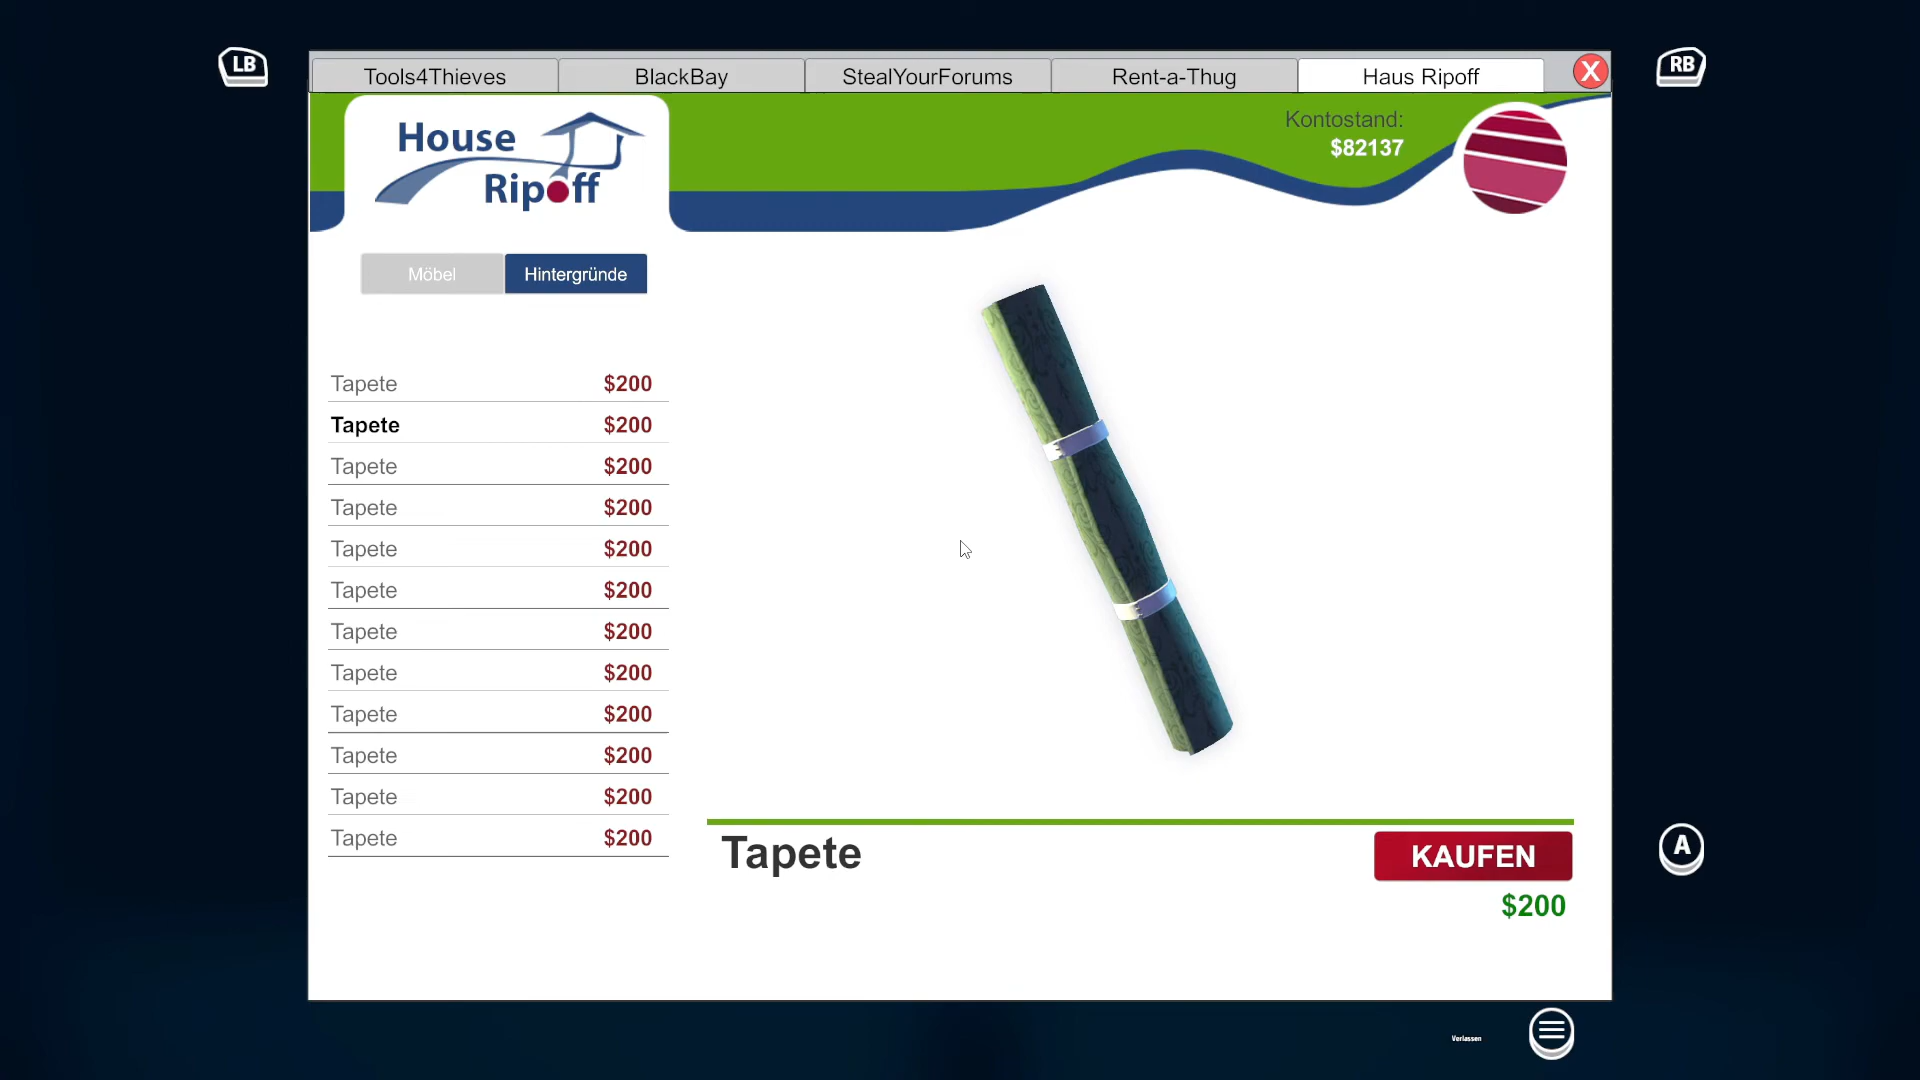 LB
RB
Tools4Thieves
BlackBay
StealYourForums
Rent-a-Thug
Haus Ripoff
X
House
Ripoff
Kontostand:
$82137
Möbel
Hintergründe
Tapete $200
Tapete $200
Tapete $200
Tapete $200
Tapete $200
Tapete $200
Tapete $200
Tapete $200
Tapete $200
Tapete $200
Tapete $200
Tapete $200
Tapete
KAUFEN
$200
A
Verlassen